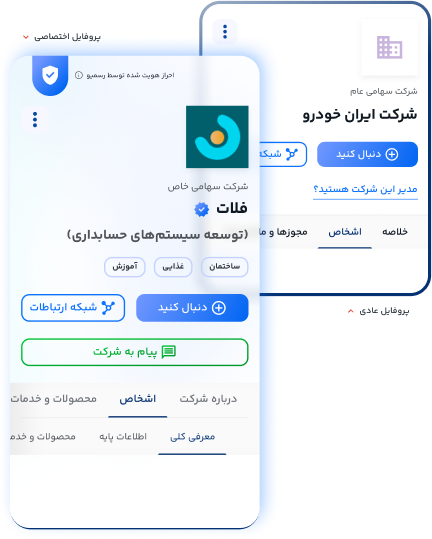 پروفایل اختصاصی
احراز هویت شده توسط رسمیو
شرکت سهامی خاص
فلات
(توسعه سیستم‌های حسابداری)
ساختمان
غذایی
آموزش
دنبال کنید
شبکه ارتباطات
پیام به شرکت
درباره شرکت
اشخاص
محصولات و خدمات
معرفی کلی
اطلاعات پایه
محصولات و خدم
شرکت سهامی عام
شرکت ایران خودرو
دنبال کنید
شبکه
مدیر این شرکت هستید؟
خلاصه
اشخاص
مجوزها و ما
پروفایل عادی